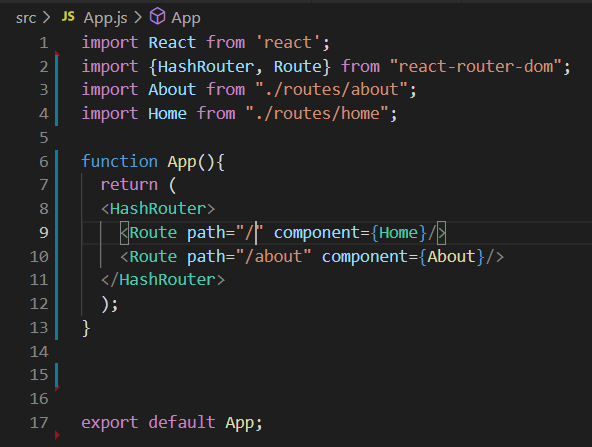 src > JS App.js > App
1 import React from 'react';
2 import {HashRouter, Route} from "react-router-dom";
3 import About from "./routes/about";
4 import Home from "./routes/home";
5
6 function App(){
7 return (
8 <HashRouter>
9 <Route path="/" component={Home}/>
10 <Route path="/about" component={About}/>
11 </HashRouter>
12 );
13 }
14
15
16
17 export default App;